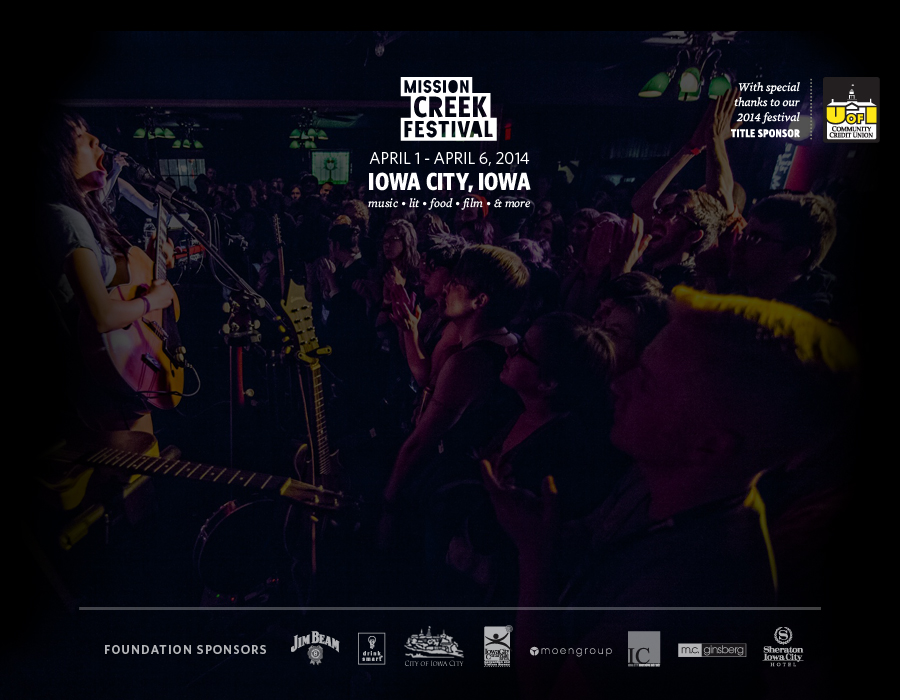 MISSION
CREEK
FESTIVAL
APRIL 1 - APRIL 6, 2014
IOWA CITY, IOWA
music • lit • food • film • & more
With special
thanks to our
2014 festival
TITLE SPONSOR
U OF I
COMMUNITY
CREDIT UNION
FOUNDATION SPONSORS
JIM BEAM
drink
smart
CITY OF IOWA CITY
moengroup
IC
m.c. ginsberg
S
Sheraton
Iowa City
HOTEL